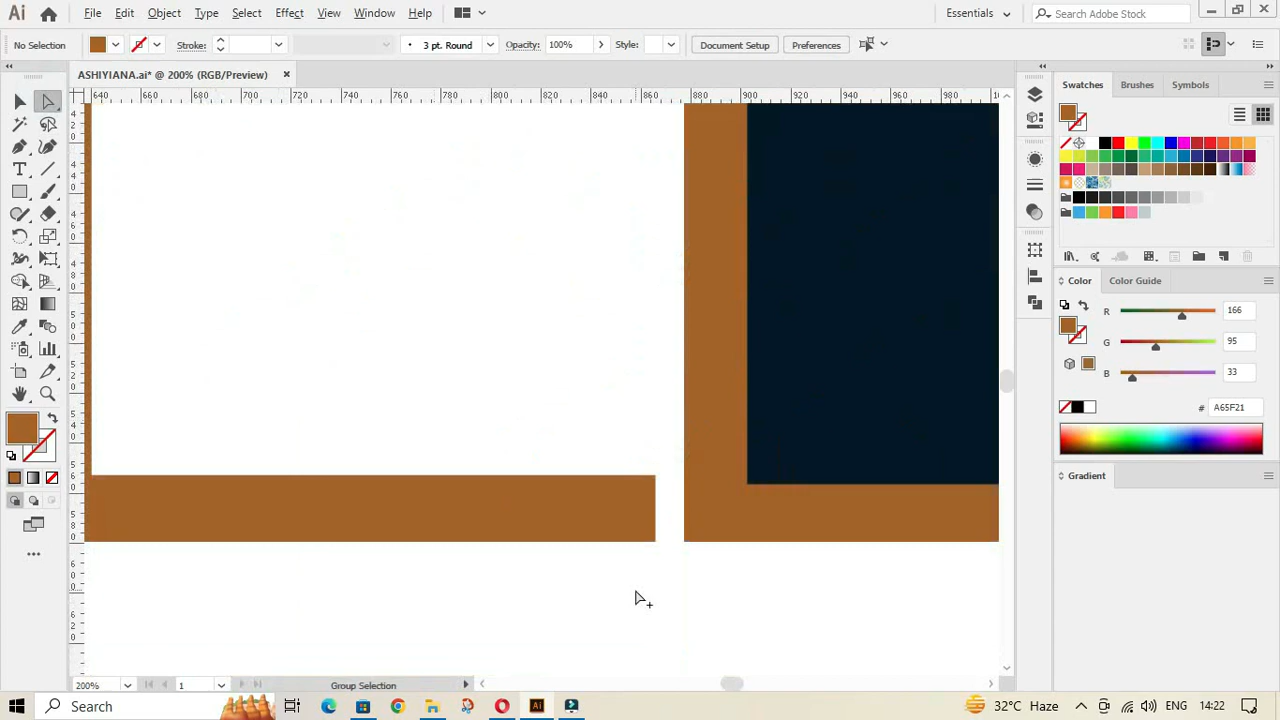 Ai File Edit Object Type Select Effect View Window Help Essentials Search Adobe Stock
No Selection Stroke: 3 pt. Round Opacity: 100% Style: Document Setup Preferences
ASHIYIANA.ai* @ 200% (RGB/Preview)
640 660 680 700 720 740 760 780 800 820 840 860 880 900 920 940 960 980
Swatches Brushes Symbols
Color Color Guide
R 166
G 95
B 33
# A65F21
Gradient
200% 1 Group Selection
Search 32°C Haze ENG 14:22